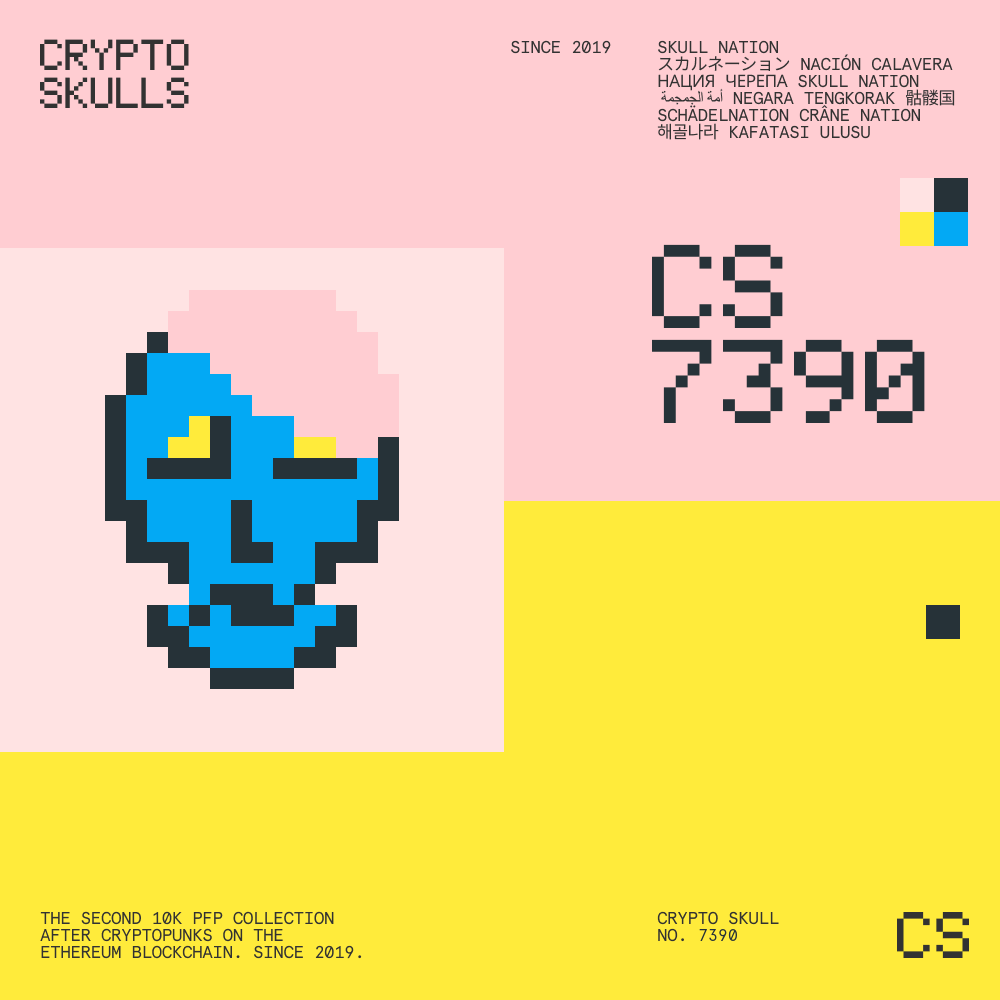 CRYPTO
SKULLS
SINCE 2019
SKULL NATION
スカルネーション NACIÓN CALAVERA
НАЦИЯ ЧЕРЕПА SKULL NATION
أمة الجمجمة NEGARA TENGKORAK 骷髅国
SCHÄDELNATION CRÂNE NATION
해골나라 KAFATASI ULUSU
CS
7390
THE SECOND 10K PFP COLLECTION
AFTER CRYPTOPUNKS ON THE
ETHEREUM BLOCKCHAIN. SINCE 2019.
CRYPTO SKULL
NO. 7390
CS